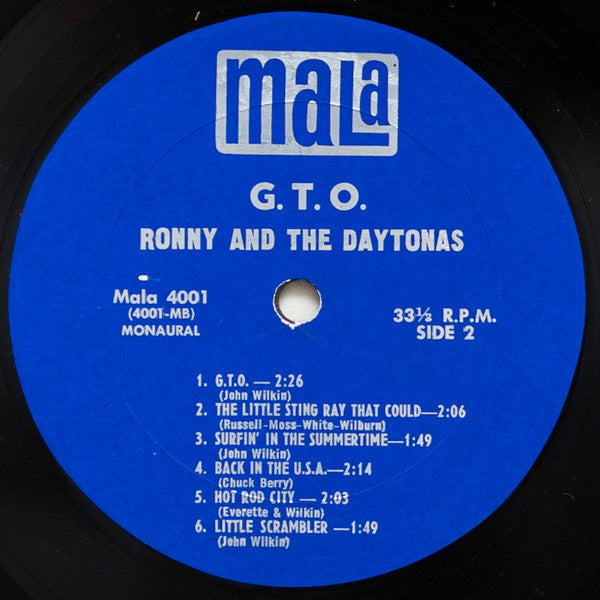 mala
G.T.O.
RONNY AND THE DAYTONAS
Mala 4001
(4001-MB)
MONAURAL
33⅓ R.P.M.
SIDE 2
1. G.T.O. — 2:26
(John Wilkin)
2. THE LITTLE STING RAY THAT COULD—2:06
(Russell-Moss-White-Wilburn)
3. SURFIN' IN THE SUMMERTIME—1:49
(John Wilkin)
4. BACK IN THE U.S.A.—2:14
(Chuck Berry)
5. HOT ROD CITY — 2:03
(Everette & Wilkin)
6. LITTLE SCRAMBLER —1:49
(John Wilkin)